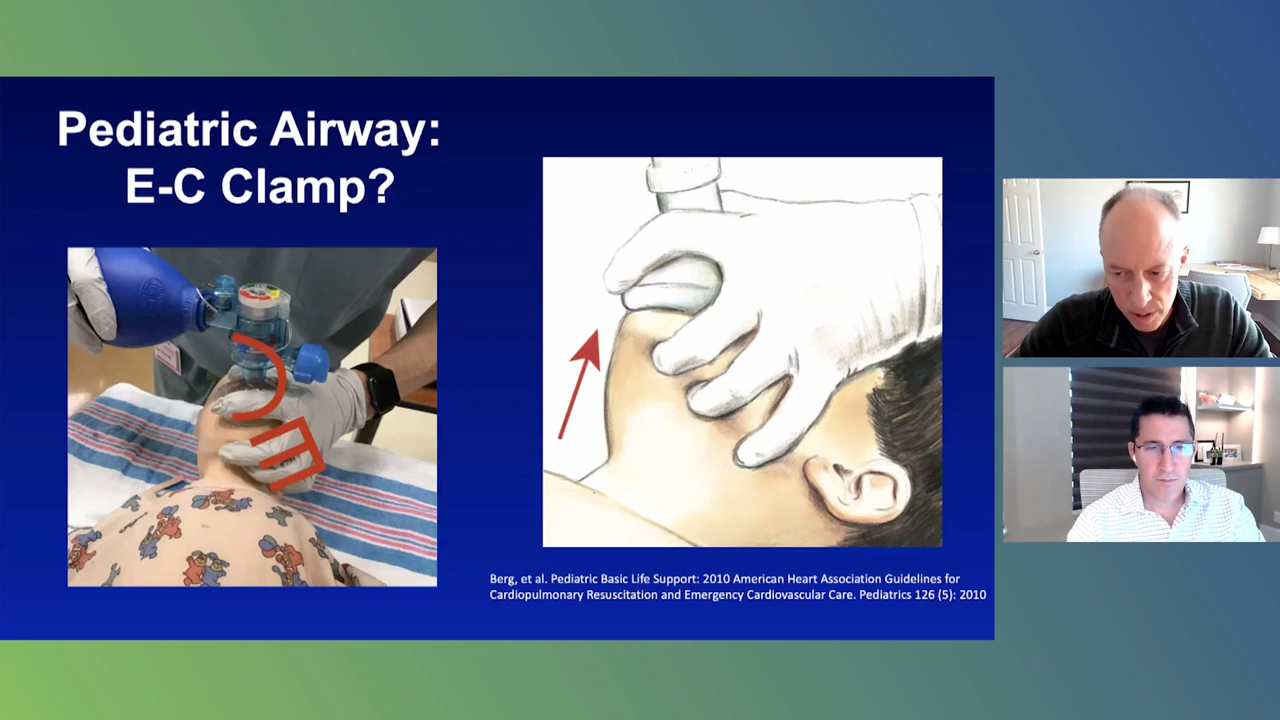 Pediatric Airway:
E-C Clamp?
Berg, et al. Pediatric Basic Life Support: 2010 American Heart Association Guidelines for
Cardiopulmonary Resuscitation and Emergency Cardiovascular Care. Pediatrics 126 (5): 2010